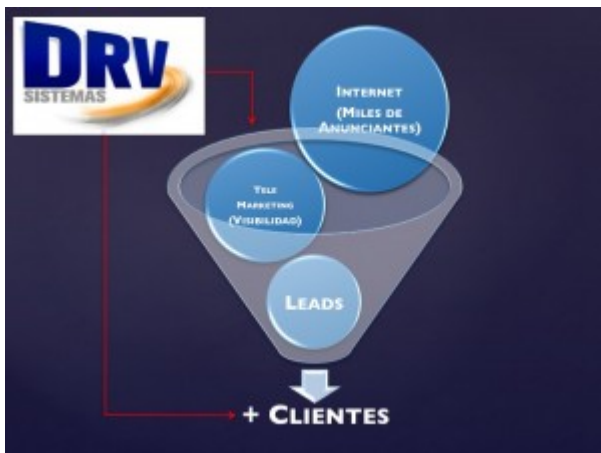 DRV
SISTEMAS
INTERNET
(MILES DE
ANUNCIANTES)
TELE
MARKETING
(VISIBILIDAD)
LEADS
+ CLIENTES